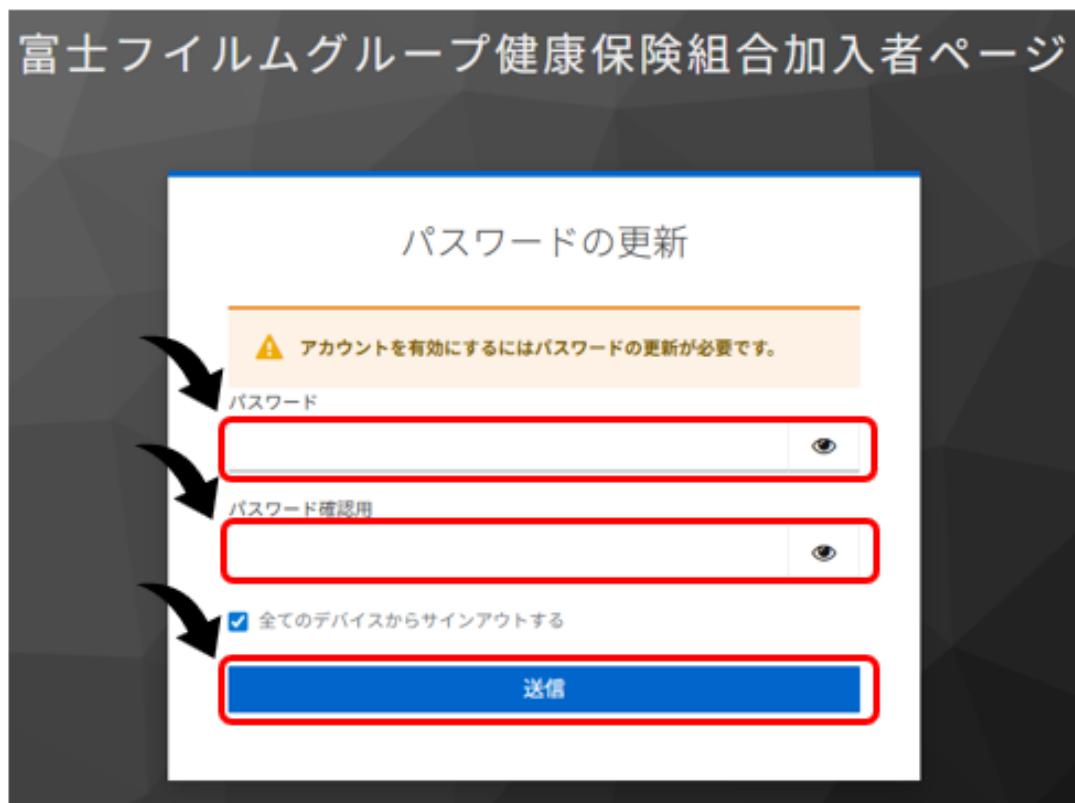 富士フイルムグループ健康保険組合加入者ページ
パスワードの更新
アカウントを有効にするにはパスワードの更新が必要です。
パスワード
パスワード確認用
全てのデバイスからサインアウトする
送信